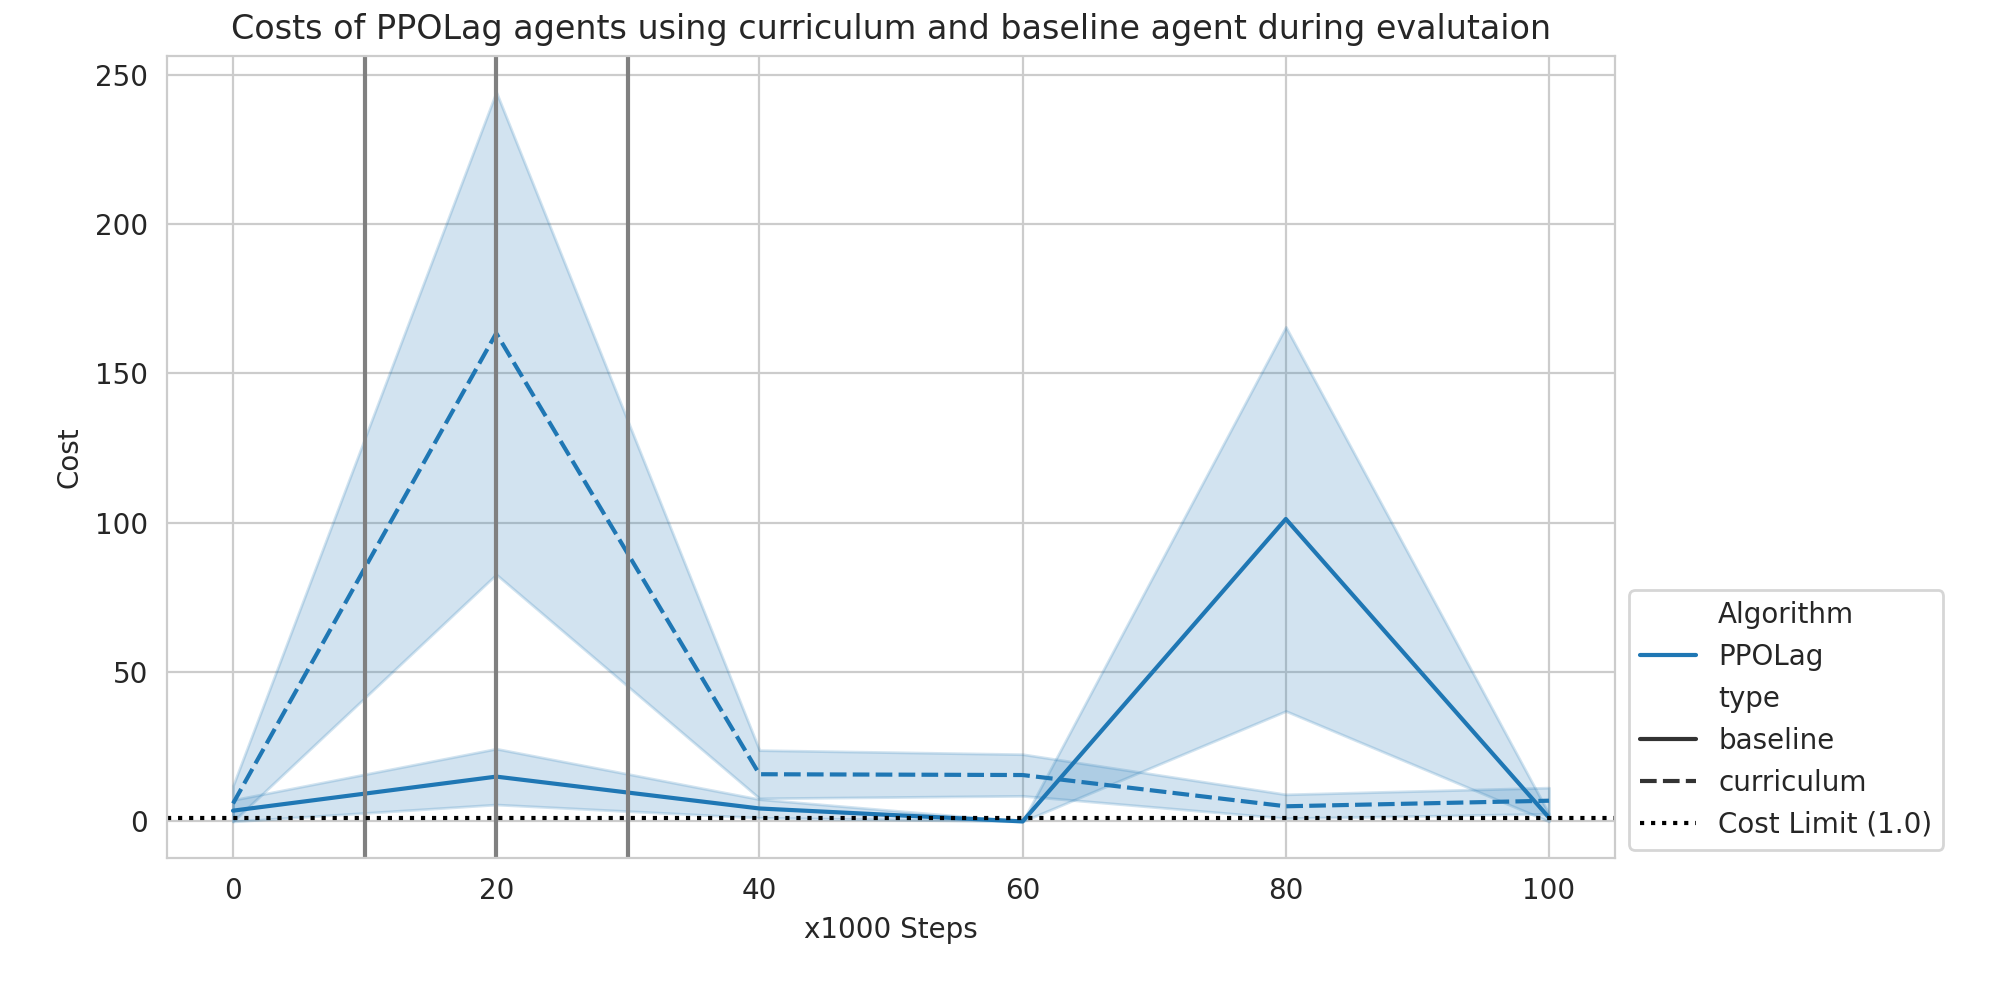 Costs of PPOLag agents using curriculum and baseline agent during evalutaion
250
200
150
100
50
0
Cost
0 20 40 60 80 100
x1000 Steps
Algorithm
PPOLag
type
baseline
curriculum
Cost Limit (1.0)